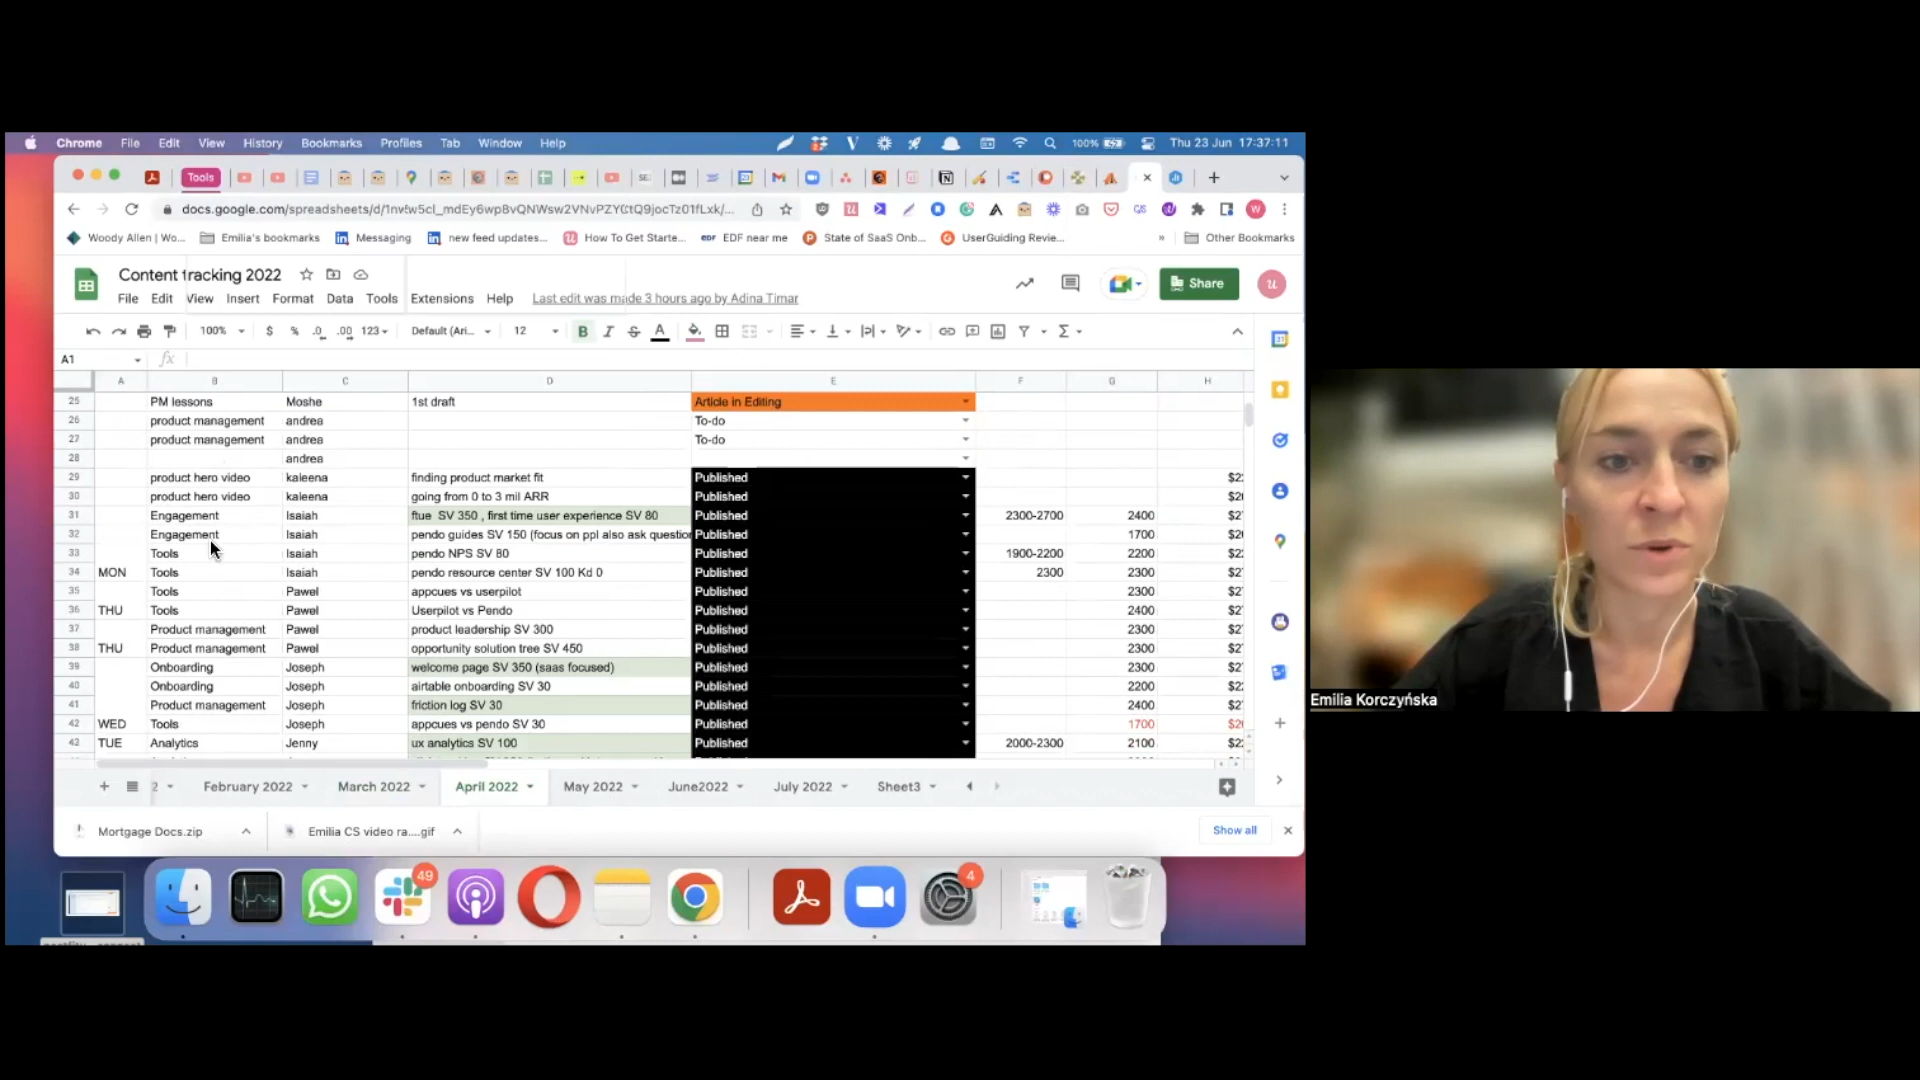 Chrome File Edit View History Bookmarks Profiles Tab Window Help 100% Thu 23 Jun 17:37:11
Tools
Woody Allen | Wo... Emilia's bookmarks Messaging new feed updates... How To Get Starte... EDF near me State of SaaS Onb... UserGuiding Revie... » Other Bookmarks
Content tracking 2022
File Edit View Insert Format Data Tools Extensions Help Last edit was made 3 hours ago by Adina Timar
Share
100% $ % .0 .00 123 Default (Ari... 12 B I S A
A1 fx
A B C D E F G H
25 PM lessons Moshe 1st draft Article in Editing
26 product management andrea To-do
27 product management andrea To-do
28 andrea
29 product hero video kaleena finding product market fit Published
30 product hero video kaleena going from 0 to 3 mil ARR Published
31 Engagement Isaiah ftue SV 350 , first time user experience SV 80 Published 2300-2700 2400
32 Engagement Isaiah pendo guides SV 150 (focus on ppl also ask question Published 1700
33 Tools Isaiah pendo NPS SV 80 Published 1900-2200 2200
34 MON Tools Isaiah pendo resource center SV 100 Kd 0 Published 2300 2300
35 Tools Pawel appcues vs userpilot Published 2300
36 THU Tools Pawel Userpilot vs Pendo Published 2400
37 Product management Pawel product leadership SV 300 Published 2300
38 THU Product management Pawel opportunity solution tree SV 450 Published 2300
39 Onboarding Joseph welcome page SV 350 (saas focused) Published 2300
40 Onboarding Joseph airtable onboarding SV 30 Published 2200
41 Product management Joseph friction log SV 30 Published 2400
42 WED Tools Joseph appcues vs pendo SV 30 Published 1700
TUE Analytics Jenny ux analytics SV 100 Published 2000-2300 2100
February 2022 March 2022 April 2022 May 2022 June2022 July 2022 Sheet3
Mortgage Docs.zip Emilia CS video ra....gif Show all
49
4
Emilia Korczyńska